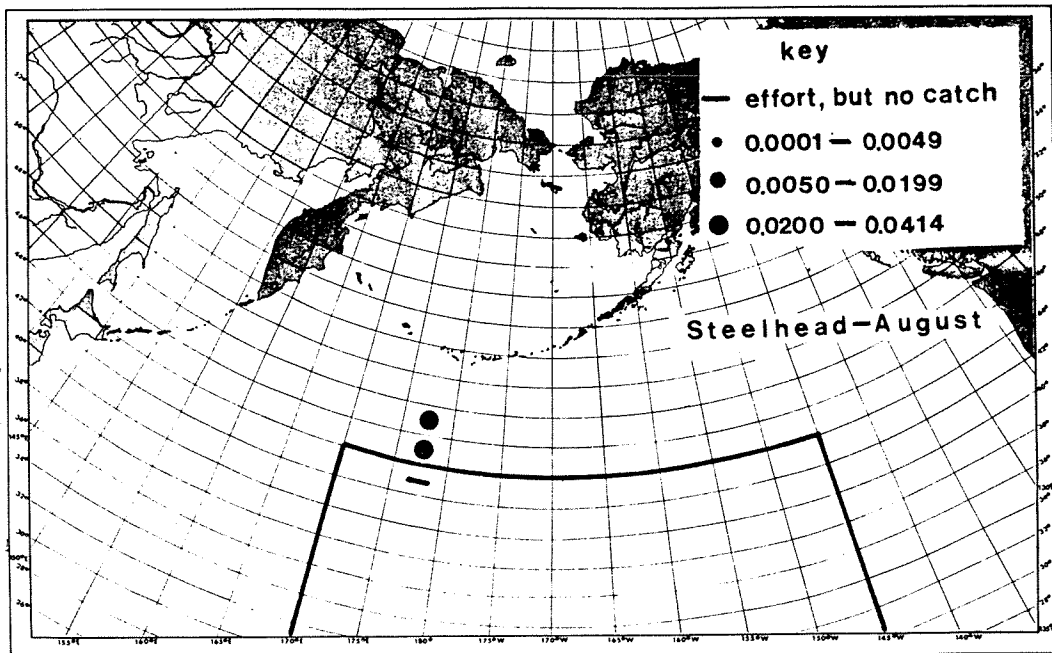 key
effort, but no catch
0.0001 — 0.0049
0.0050 — 0.0199
0.0200 — 0.0414
Steelhead—August
155°E 160°E 165°E 170°E 175°E 180° 175°W 170°W 165°W 160°W 155°W 150°W 145°W 140°W